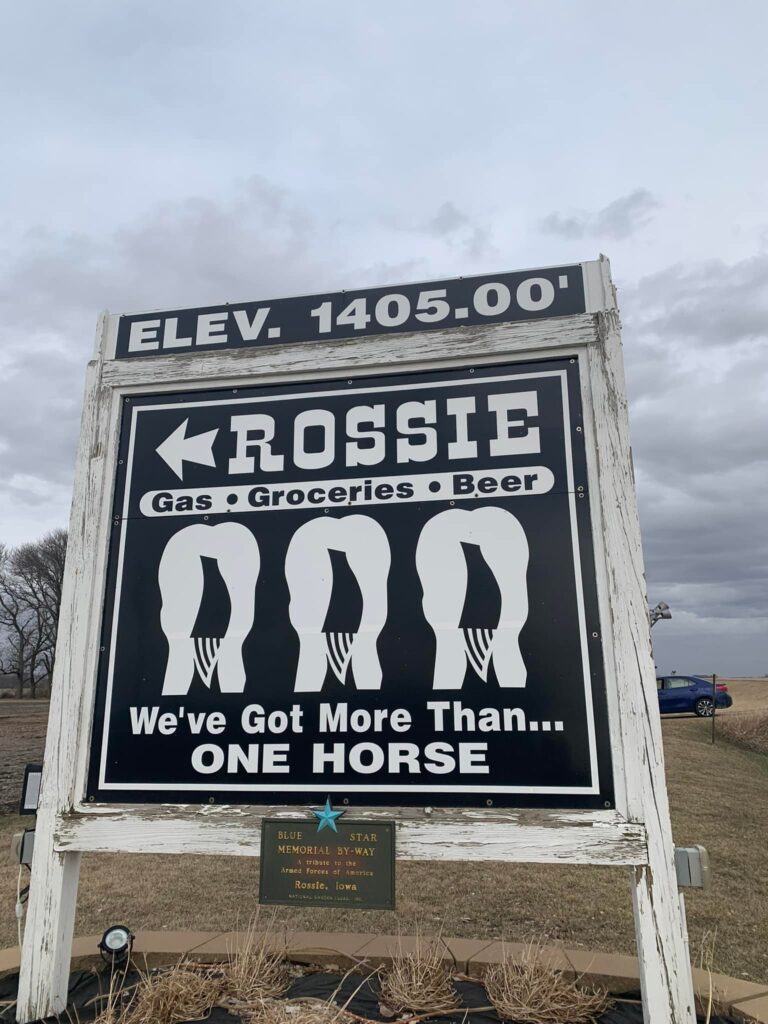 ELEV. 1405.00'
ROSSIE
Gas • Groceries • Beer
We've Got More Than...
ONE HORSE
BLUE STAR
MEMORIAL BY-WAY
A tribute to the
Armed Forces of America
Rossie, Iowa